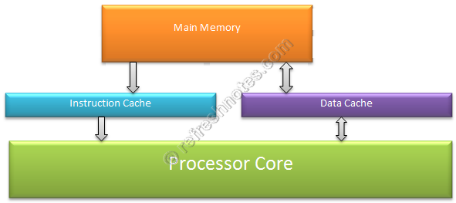 Main Memory
Instruction Cache
Data Cache
Processor Core
© refreshnotes.com